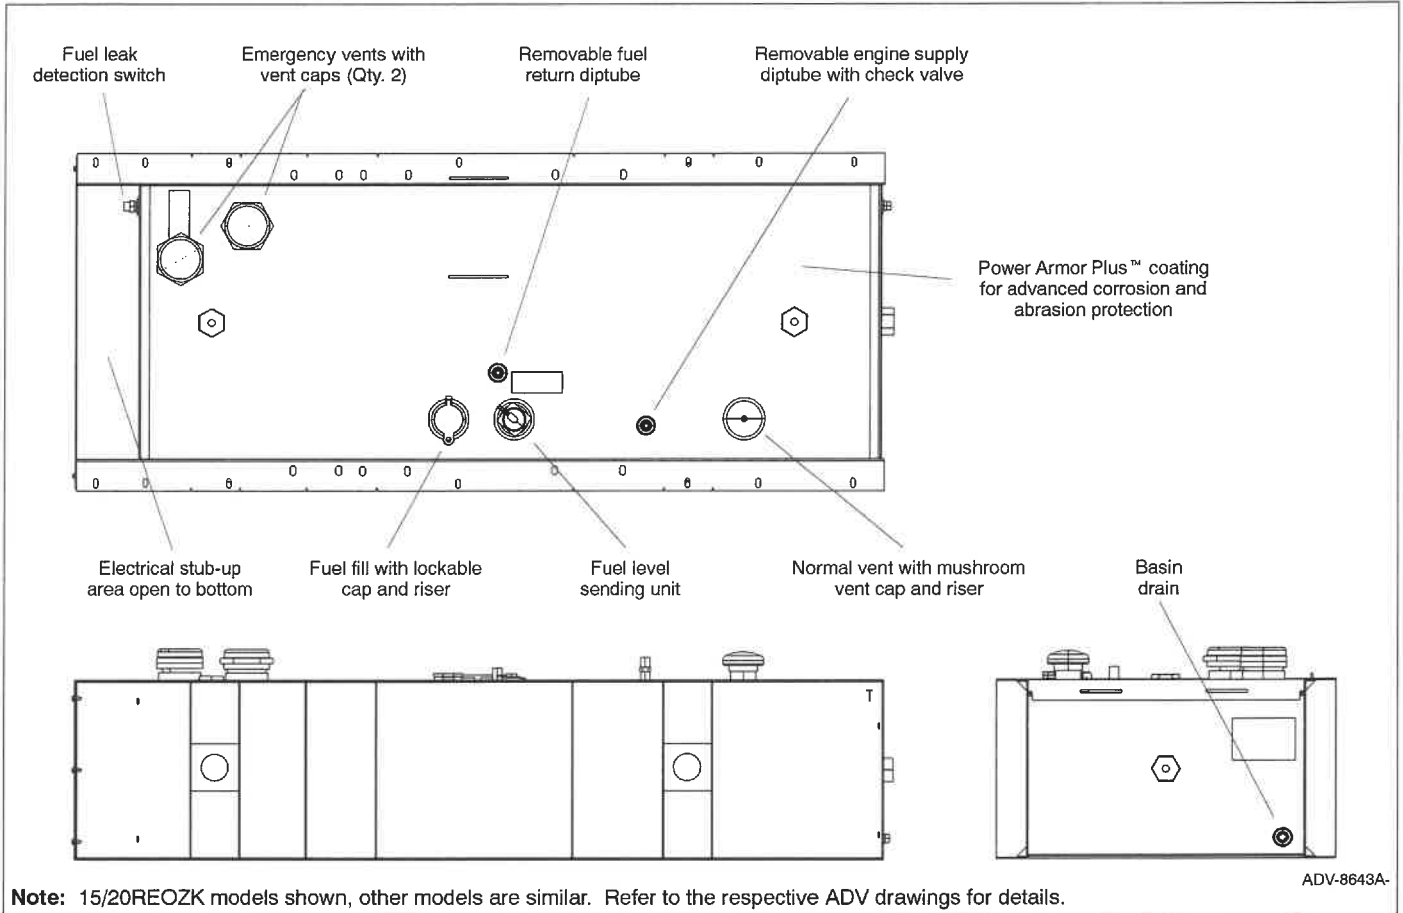 Fuel leak
detection switch
Emergency vents with
vent caps (Qty. 2)
Removable fuel
return diptube
Removable engine supply
diptube with check valve
Power Armor Plus™ coating
for advanced corrosion and
abrasion protection
Electrical stub-up
area open to bottom
Fuel fill with lockable
cap and riser
Fuel level
sending unit
Normal vent with mushroom
vent cap and riser
Basin
drain
ADV-8643A-
Note: 15/20REOZK models shown, other models are similar. Refer to the respective ADV drawings for details.